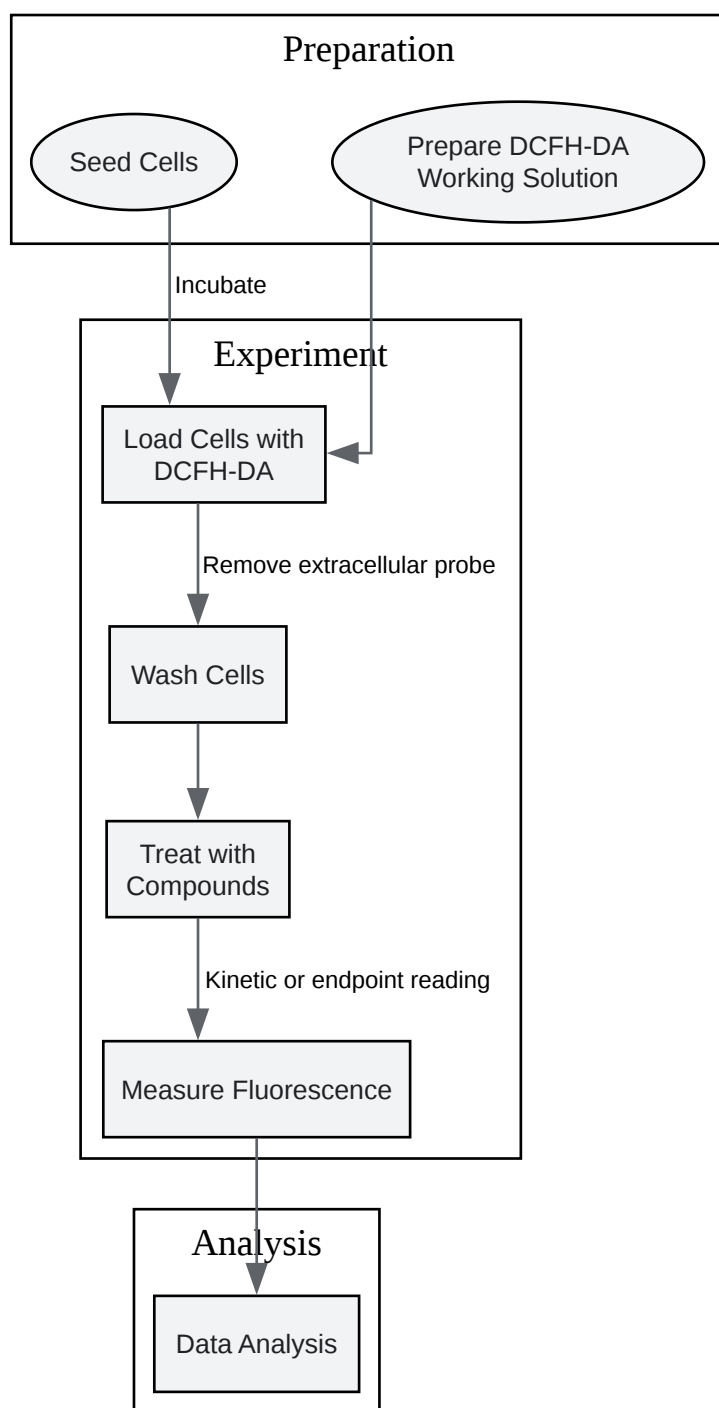 Preparation
Seed Cells
Prepare DCFH-DA
Working Solution
Incubate
Experiment
Load Cells with
DCFH-DA
Remove extracellular probe
Wash Cells
Treat with
Compounds
Kinetic or endpoint reading
Measure Fluorescence
Analysis
Data Analysis